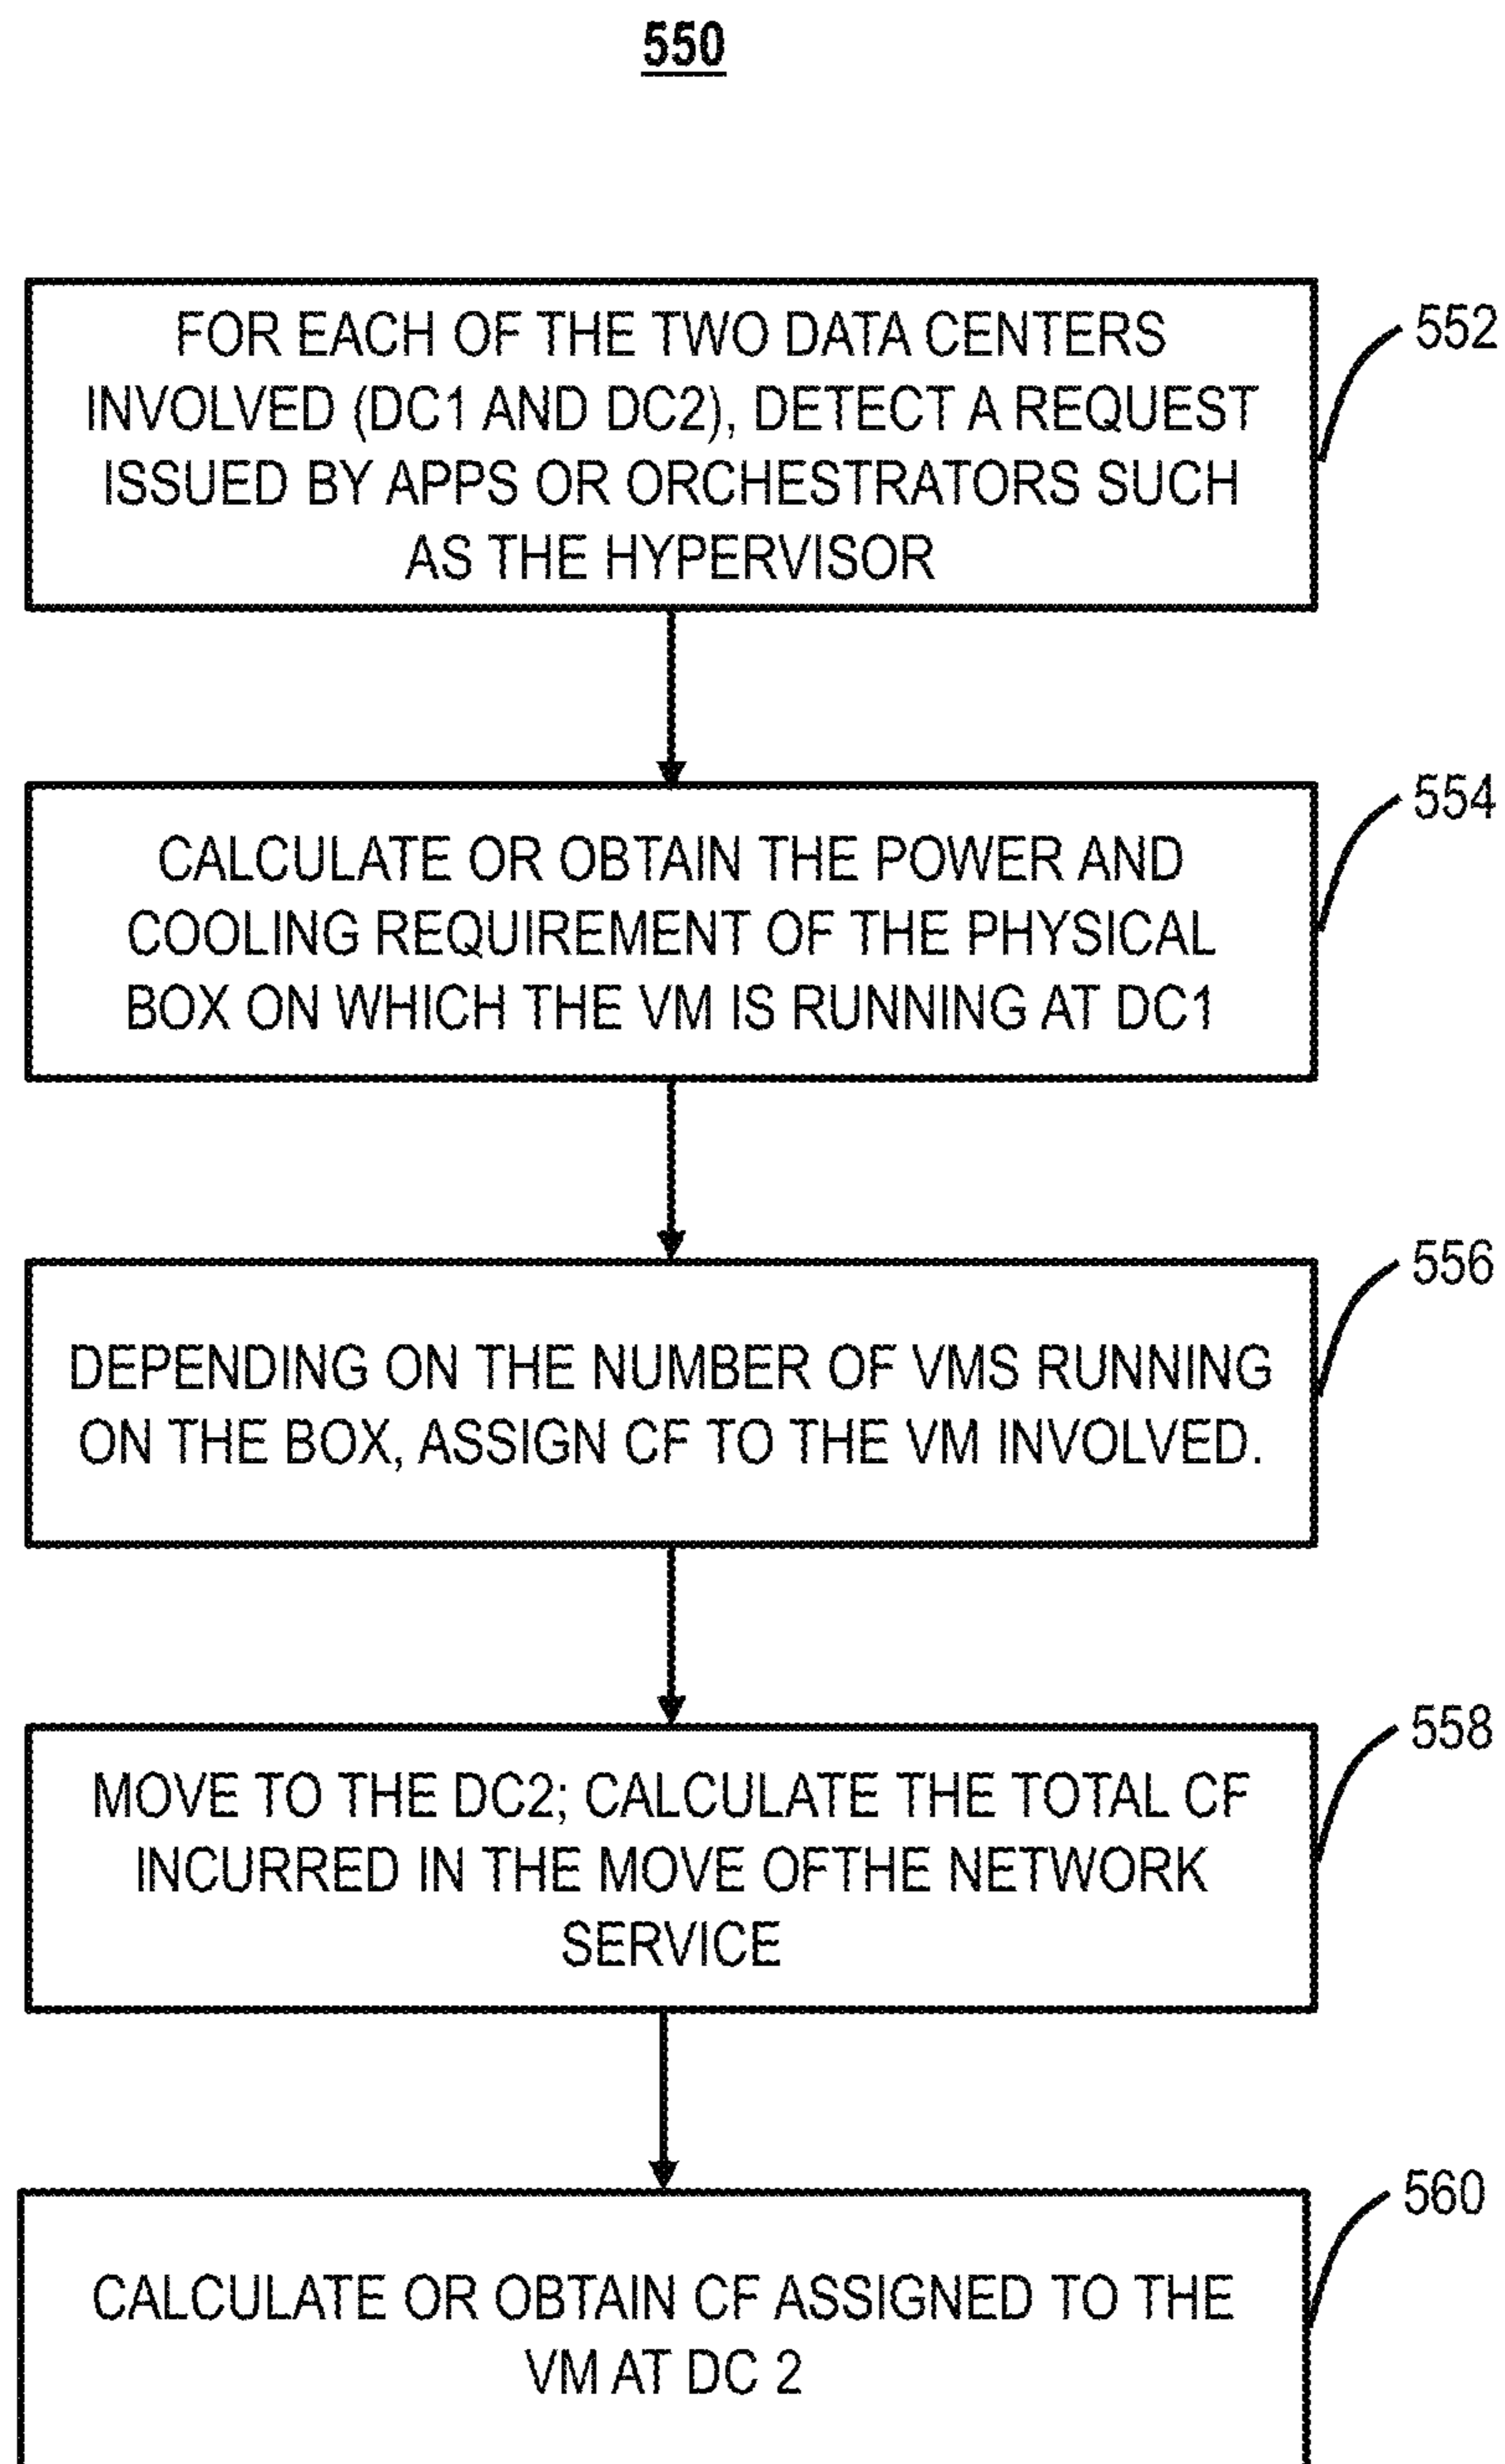 550
FOR EACH OF THE TWO DATA CENTERS
INVOLVED (DC1 AND DC2), DETECT A REQUEST
ISSUED BY APPS OR ORCHESTRATORS SUCH
AS THE HYPERVISOR
552
CALCULATE OR OBTAIN THE POWER AND
COOLING REQUIREMENT OF THE PHYSICAL
BOX ON WHICH THE VM IS RUNNING AT DC1
554
DEPENDING ON THE NUMBER OF VMS RUNNING
ON THE BOX, ASSIGN CF TO THE VM INVOLVED.
556
MOVE TO THE DC2; CALCULATE THE TOTAL CF
INCURRED IN THE MOVE OFTHE NETWORK
SERVICE
558
CALCULATE OR OBTAIN CF ASSIGNED TO THE
VM AT DC 2
560